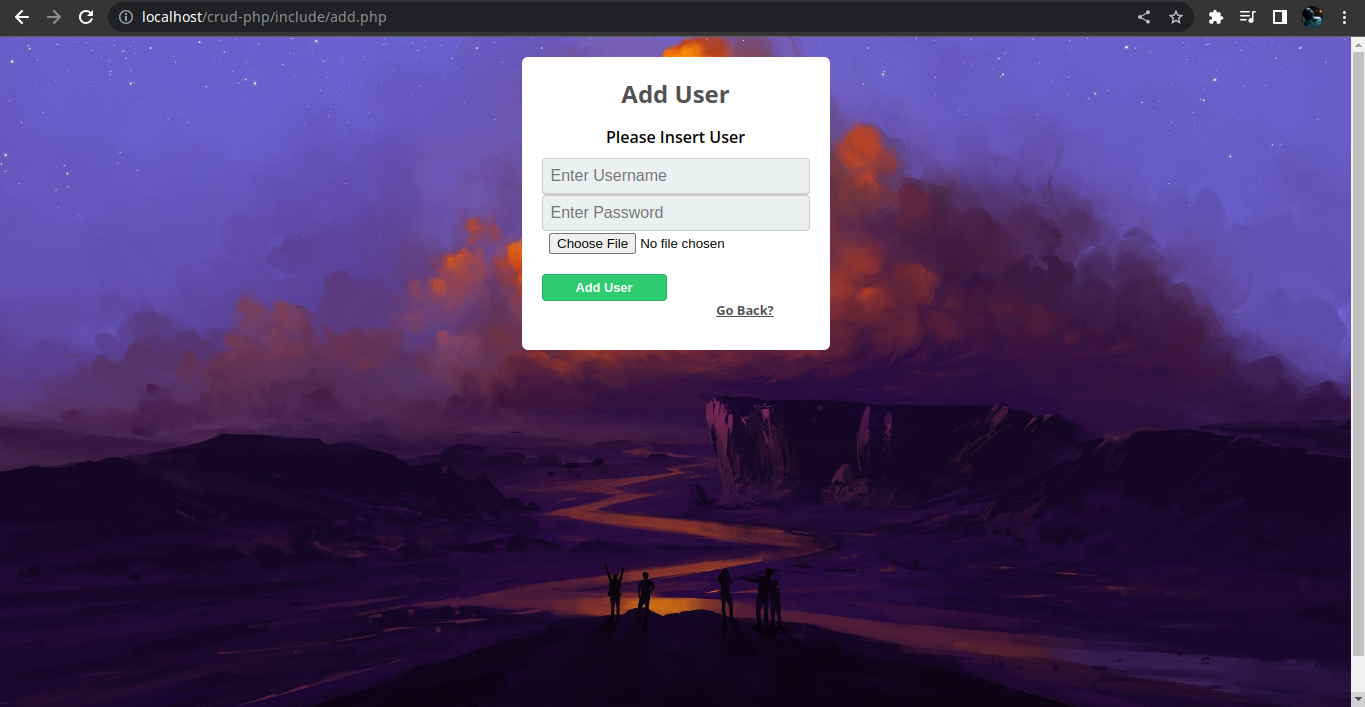 localhost/crud-php/include/add.php
Add User
Please Insert User
Enter Username
Enter Password
Choose File No file chosen
Add User
Go Back?